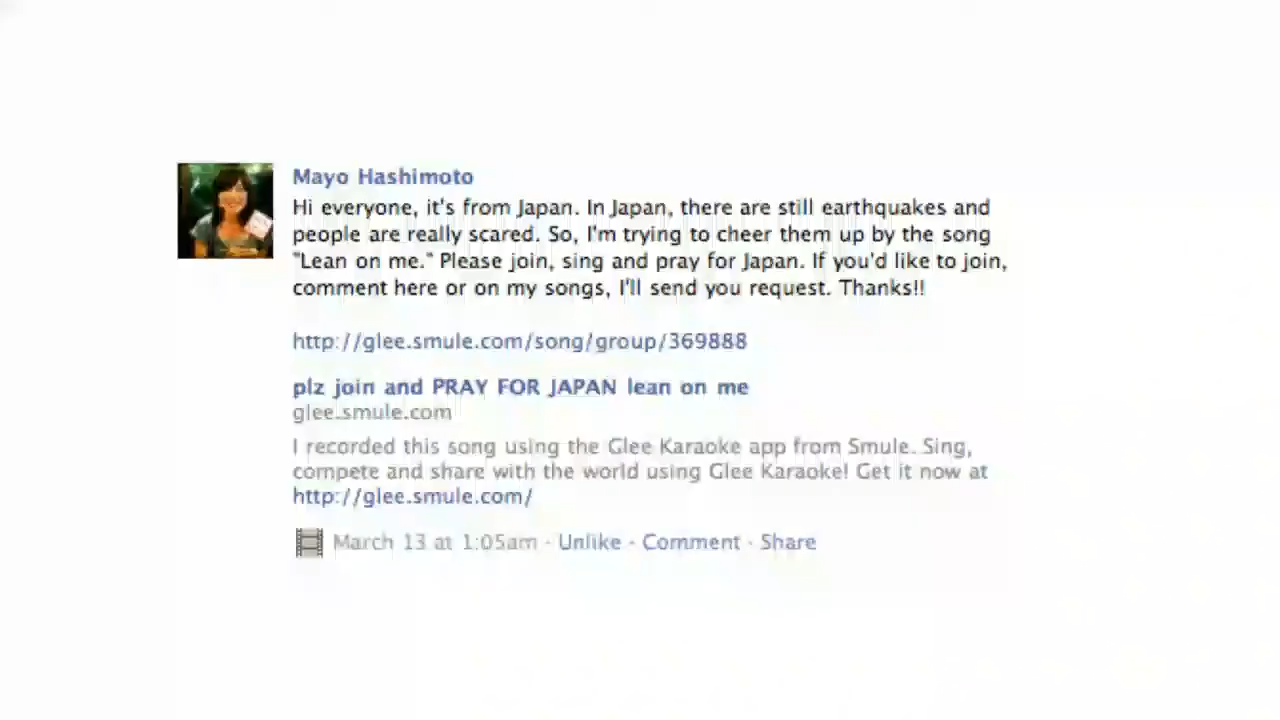 Mayo Hashimoto
Hi everyone, it's from Japan. In Japan, there are still earthquakes and
people are really scared. So, I'm trying to cheer them up by the song
"Lean on me." Please join, sing and pray for Japan. If you'd like to join,
comment here or on my songs, I'll send you request. Thanks!!
http://glee.smule.com/song/group/369888
plz join and PRAY FOR JAPAN lean on me
glee.smule.com
I recorded this song using the Glee Karaoke app from Smule. Sing,
compete and share with the world using Glee Karaoke! Get it now at
http://glee.smule.com/
March 13 at 1:05am · Unlike · Comment · Share